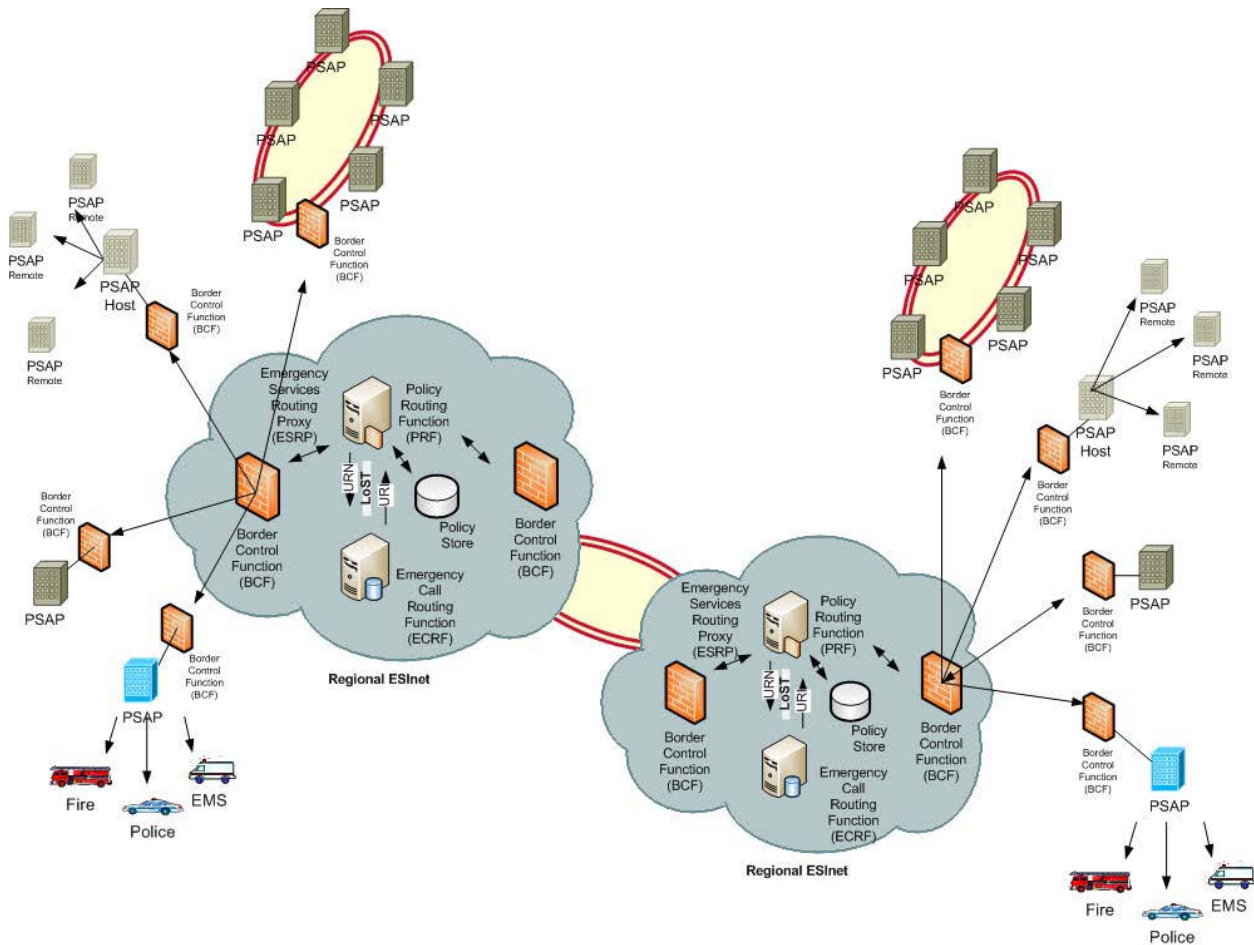 PSAP
PSAP
PSAP
PSAP
PSAP
Border
Control
Function
(BCF)
PSAP
Remote
PSAP
Remote
PSAP
Host
PSAP
Remote
Border
Control
Function
(BCF)
Emergency
Services
Routing
Proxy
(ESRP)
Policy
Routing
Function
(PRF)
URN
LoST
URI
Policy
Store
Border
Control
Function
(BCF)
Border
Control
Function
(BCF)
Emergency
Call
Routing
Function
(ECRF)
Regional ESInet
Border
Control
Function
(BCF)
PSAP
Border
Control
Function
(BCF)
PSAP
Fire
Police
EMS
PSAP
PSAP
PSAP
PSAP
PSAP
Border
Control
Function
(BCF)
PSAP
Remote
PSAP
Remote
PSAP
Remote
PSAP
Host
Border
Control
Function
(BCF)
Border
Control
Function
(BCF)
PSAP
Emergency
Services
Routing
Proxy
(ESRP)
Policy
Routing
Function
(PRF)
URN
LoST
URI
Policy
Store
Border
Control
Function
(BCF)
Border
Control
Function
(BCF)
Emergency
Call
Routing
Function
(ECRF)
Regional ESInet
Border
Control
Function
(BCF)
PSAP
Fire
Police
EMS